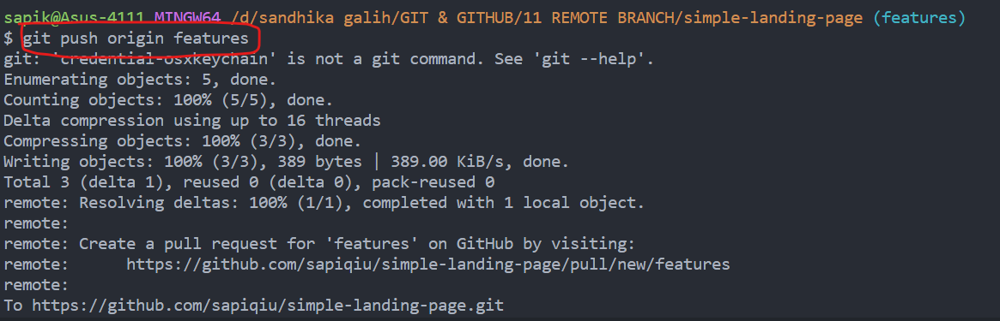 sapik@Asus-4111 MINGW64 /d/sandhika galih/GIT & GITHUB/11 REMOTE BRANCH/simple-landing-page (features)
$ git push origin features
git: 'credential-osxkeychain' is not a git command. See 'git --help'.
Enumerating objects: 5, done.
Counting objects: 100% (5/5), done.
Delta compression using up to 16 threads
Compressing objects: 100% (3/3), done.
Writing objects: 100% (3/3), 389 bytes | 389.00 KiB/s, done.
Total 3 (delta 1), reused 0 (delta 0), pack-reused 0
remote: Resolving deltas: 100% (1/1), completed with 1 local object.
remote:
remote: Create a pull request for 'features' on GitHub by visiting:
remote:      https://github.com/sapiqiu/simple-landing-page/pull/new/features
remote:
To https://github.com/sapiqiu/simple-landing-page.git